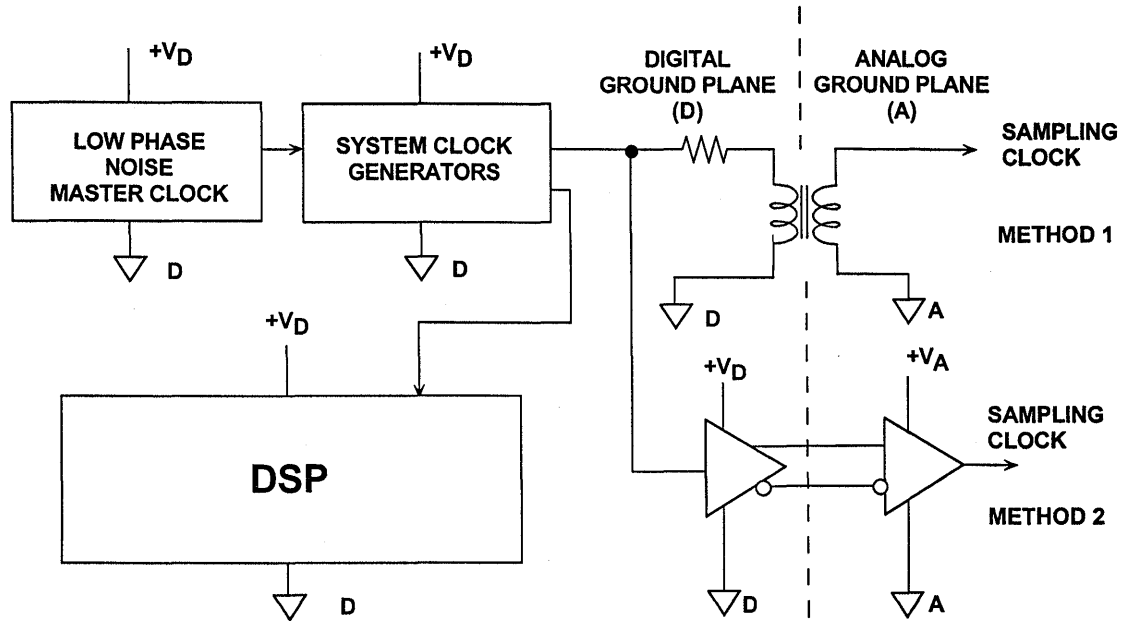 +VD
+VD
LOW PHASE
NOISE
MASTER CLOCK
SYSTEM CLOCK
GENERATORS
D
D
DIGITAL
GROUND PLANE
(D)
ANALOG
GROUND PLANE
(A)
SAMPLING
CLOCK
METHOD 1
D
A
+VD
DSP
D
+VD
+VA
SAMPLING
CLOCK
METHOD 2
D
A